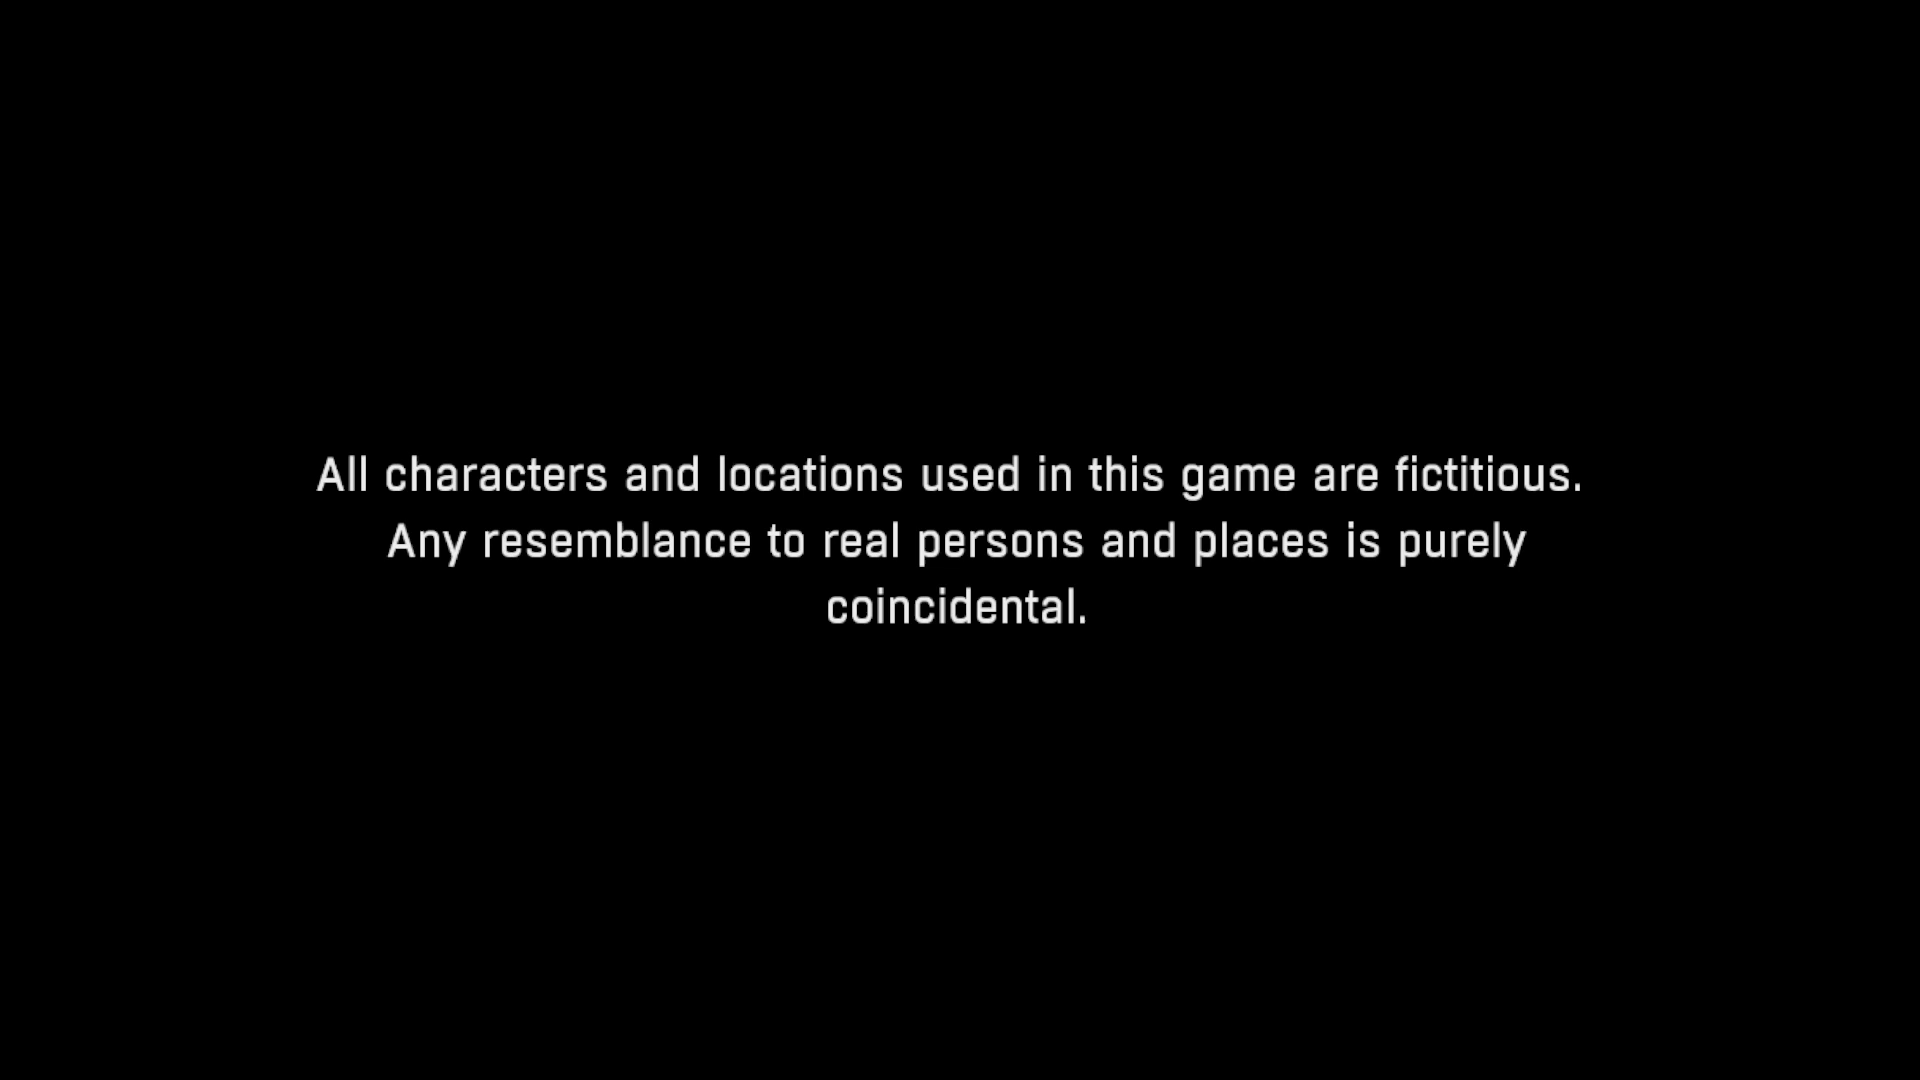 All characters and locations used in this game are fictitious.
Any resemblance to real persons and places is purely
coincidental.